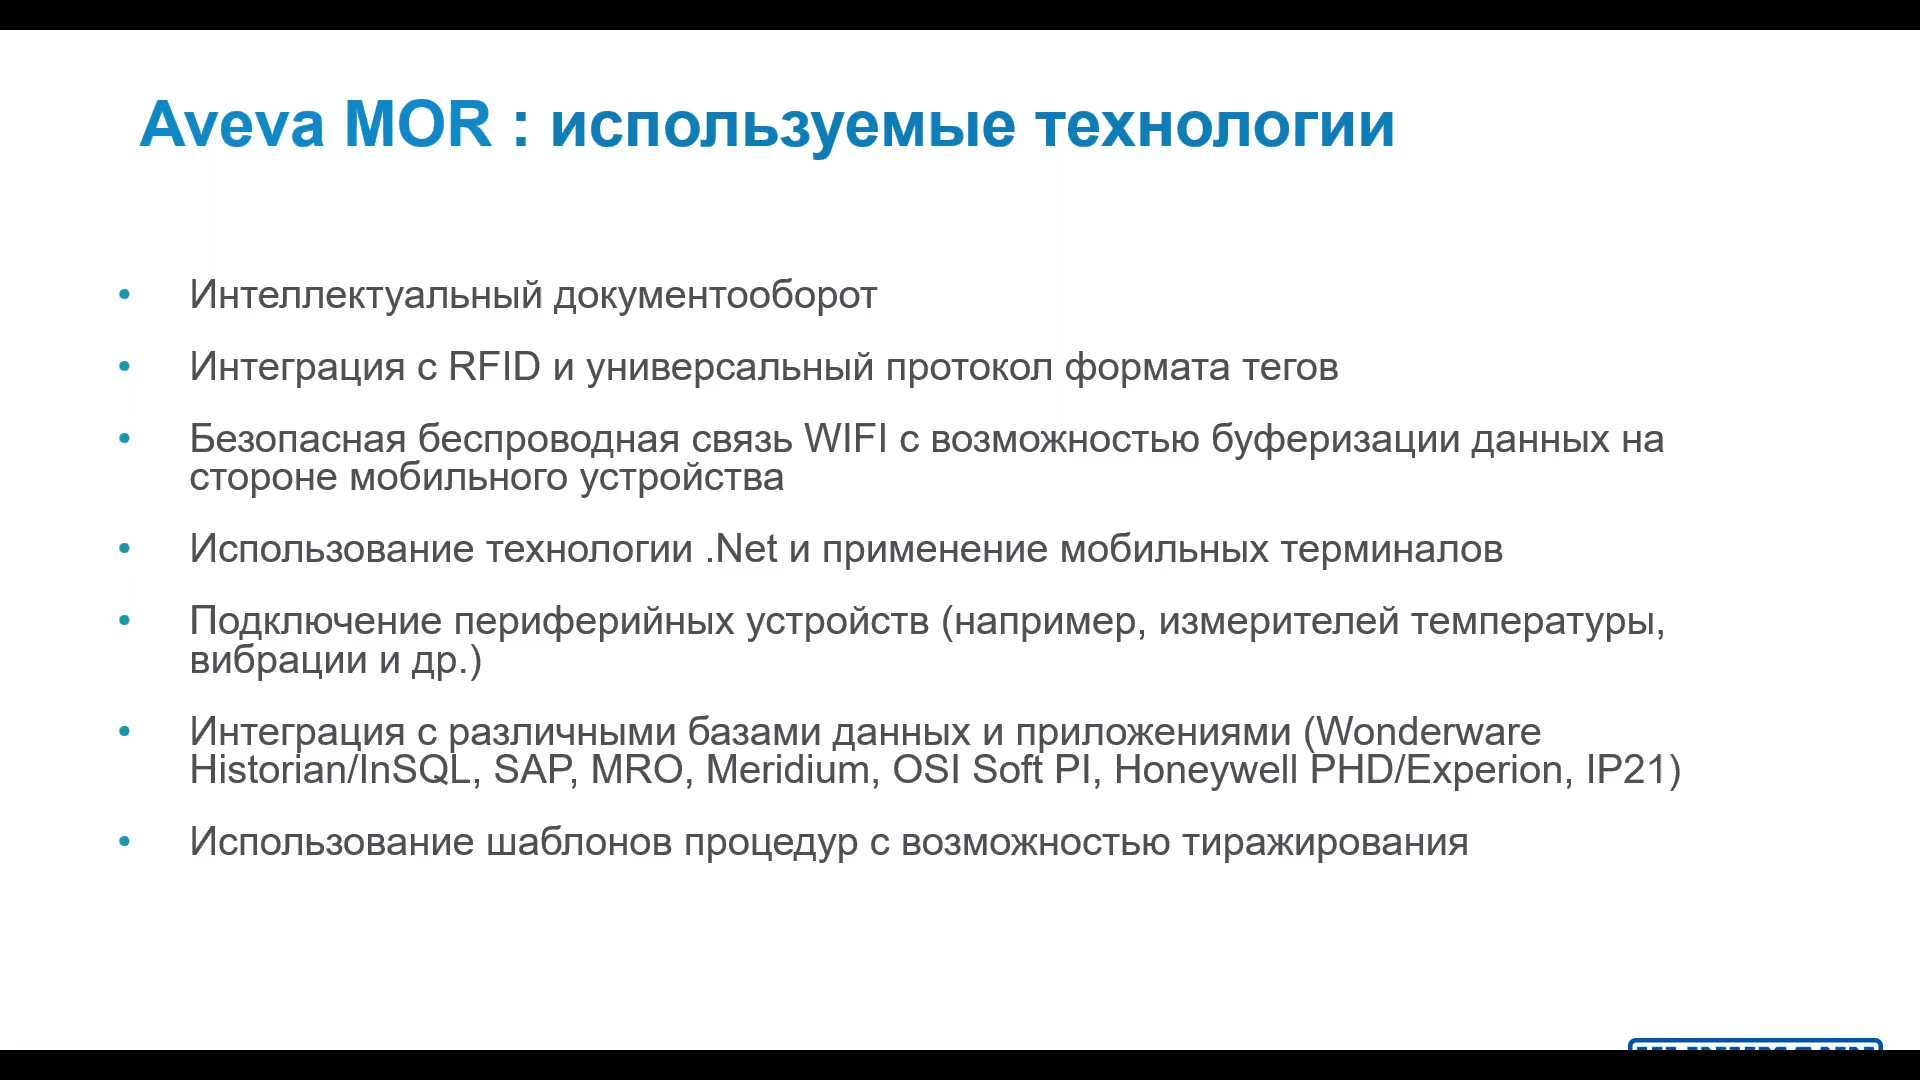 Aveva MOR : используемые технологии
• Интеллектуальный документооборот
• Интеграция с RFID и универсальный протокол формата тегов
• Безопасная беспроводная связь WIFI с возможностью буферизации данных на
стороне мобильного устройства
• Использование технологии .Net и применение мобильных терминалов
• Подключение периферийных устройств (например, измерителей температуры,
вибрации и др.)
• Интеграция с различными базами данных и приложениями (Wonderware
Historian/InSQL, SAP, MRO, Meridium, OSI Soft PI, Honeywell PHD/Experion, IP21)
• Использование шаблонов процедур с возможностью тиражирования